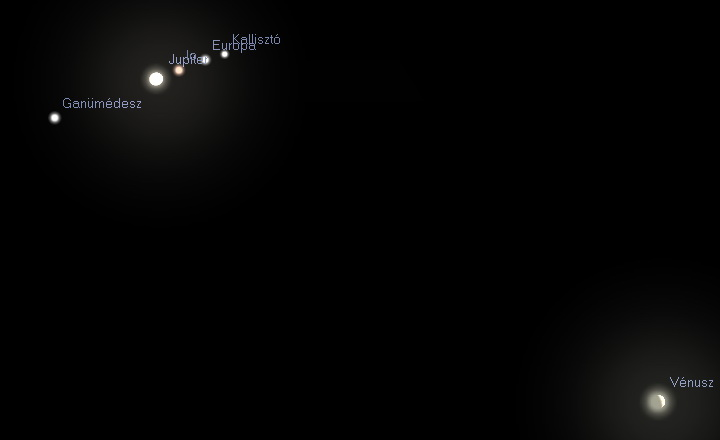 Kallisztó
Europa
Io
Jupiter
Ganümédesz
Vénusz